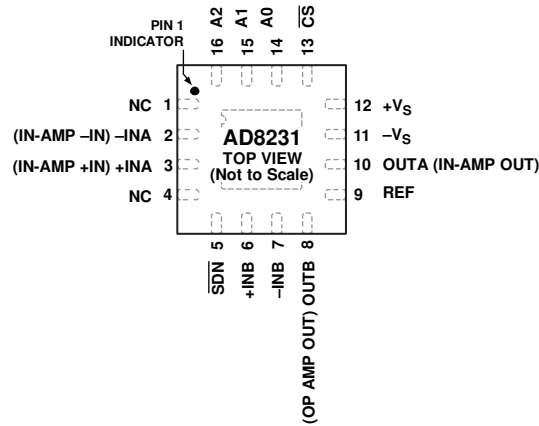 PIN 1
INDICATOR
16 A2
15 A1
14 A0
13 C̅S̅
NC 1
(IN-AMP –IN) –INA 2
(IN-AMP +IN) +INA 3
NC 4
AD8231
TOP VIEW
(Not to Scale)
12 +VS
11 –VS
10 OUTA (IN-AMP OUT)
9 REF
S̅D̅N̅ 5
+INB 6
–INB 7
(OP AMP OUT) OUTB 8